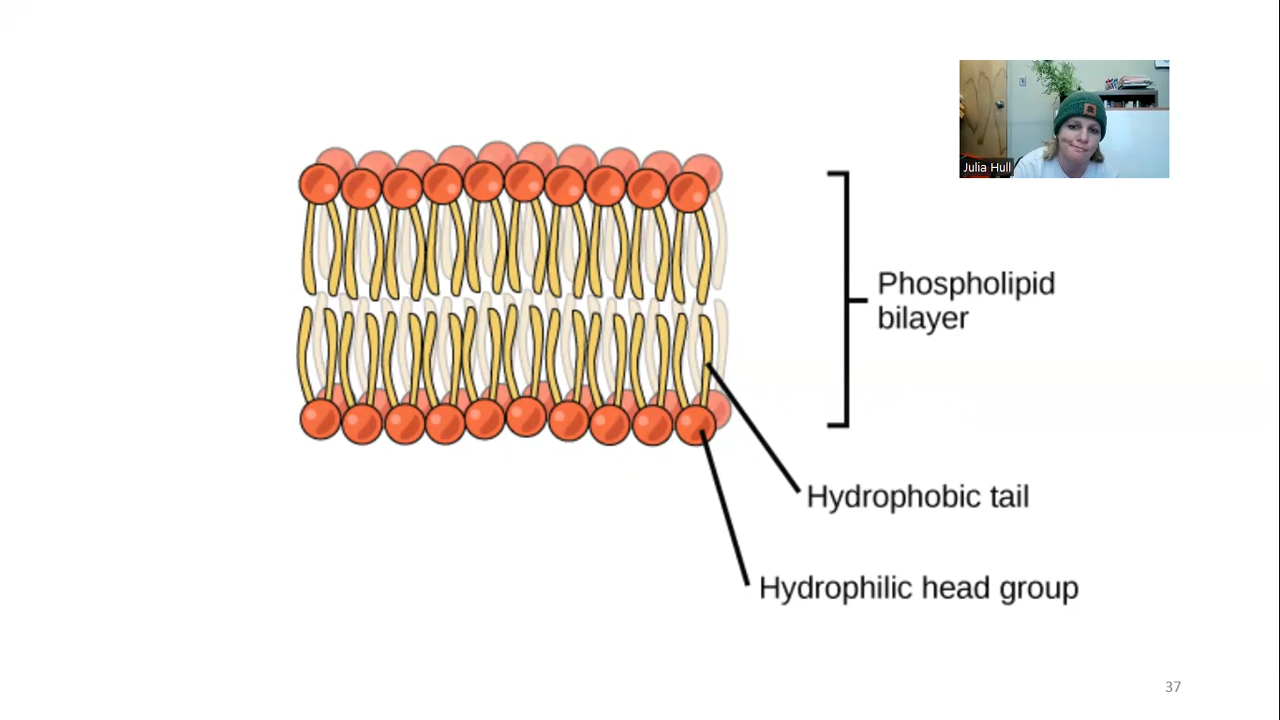 Julia Hull
Phospholipid
bilayer
Hydrophobic tail
Hydrophilic head group
37